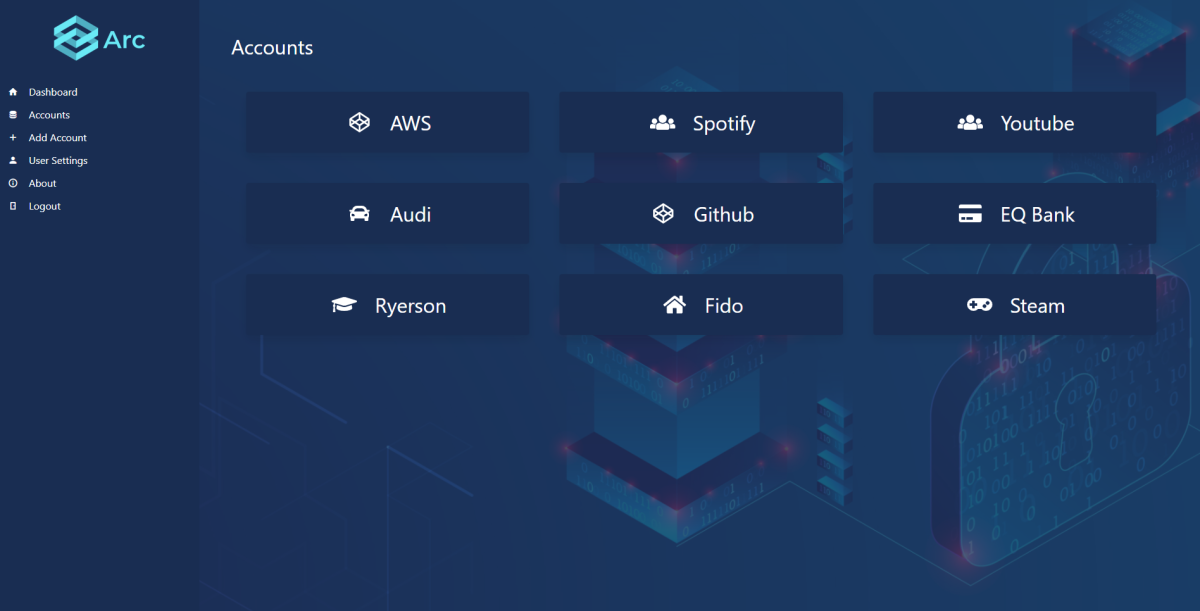 Arc
Dashboard
Accounts
Add Account
User Settings
About
Logout
Accounts
AWS
Spotify
Youtube
Audi
Github
EQ Bank
Ryerson
Fido
Steam